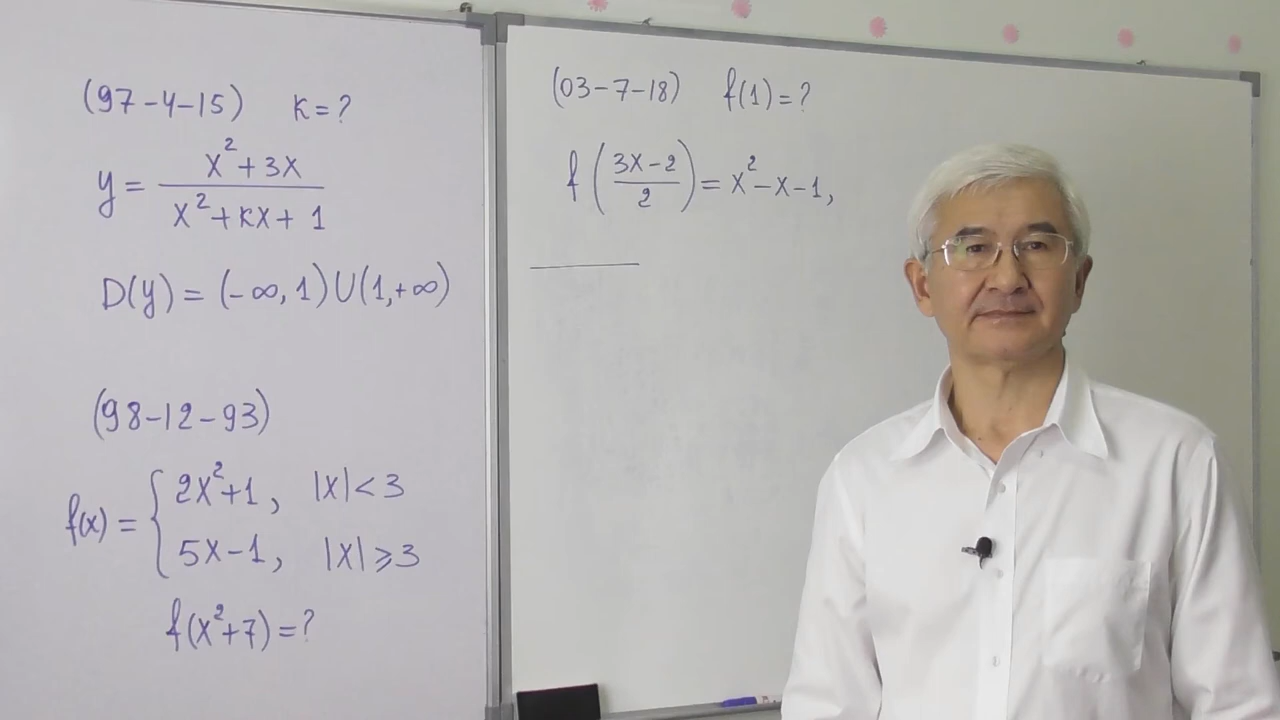 (97-4-15) K=?
y = x²+3x / x²+kx+1
D(y) = (-∞,1)∪(1,+∞)
(98-12-93)
f(x) = { 2x²+1, |x|<3
5x-1, |x|⩾3
f(x²+7)=?
(03-7-18) f(1)=?
f((3x-2)/2) = x²-x-1,